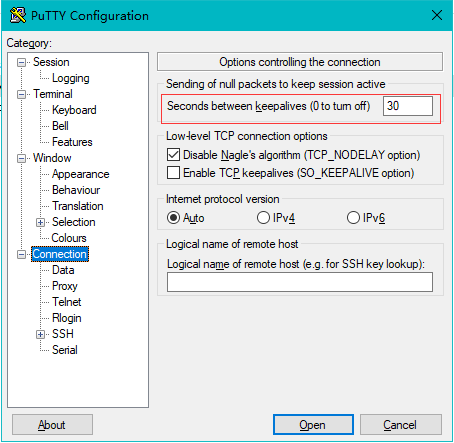 PuTTY Configuration
Category:
Session
Logging
Terminal
Keyboard
Bell
Features
Window
Appearance
Behaviour
Translation
Selection
Colours
Connection
Data
Proxy
Telnet
Rlogin
SSH
Serial
Options controlling the connection
Sending of null packets to keep session active
Seconds between keepalives (0 to turn off) 30
Low-level TCP connection options
Disable Nagle's algorithm (TCP_NODELAY option)
Enable TCP keepalives (SO_KEEPALIVE option)
Internet protocol version
Auto IPv4 IPv6
Logical name of remote host
Logical name of remote host (e.g. for SSH key lookup):
About Open Cancel